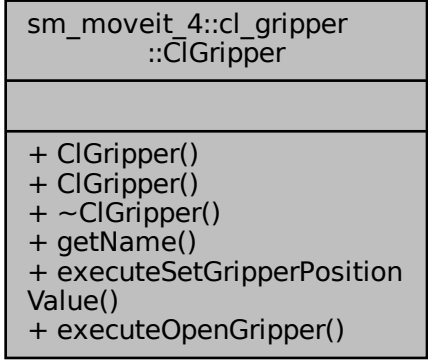 sm_moveit_4::cl_gripper
::ClGripper
+ ClGripper()
+ ClGripper()
+ ~ClGripper()
+ getName()
+ executeSetGripperPosition
Value()
+ executeOpenGripper()